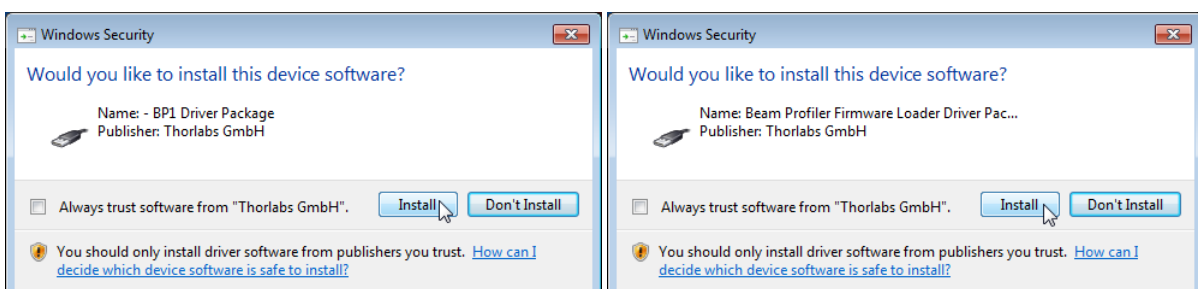 Windows Security
Would you like to install this device software?
Name: - BP1 Driver Package
Publisher: Thorlabs GmbH
Always trust software from "Thorlabs GmbH".
Install
Don't Install
You should only install driver software from publishers you trust. How can I
decide which device software is safe to install?
Windows Security
Would you like to install this device software?
Name: Beam Profiler Firmware Loader Driver Pac...
Publisher: Thorlabs GmbH
Always trust software from "Thorlabs GmbH".
Install
Don't Install
You should only install driver software from publishers you trust. How can I
decide which device software is safe to install?